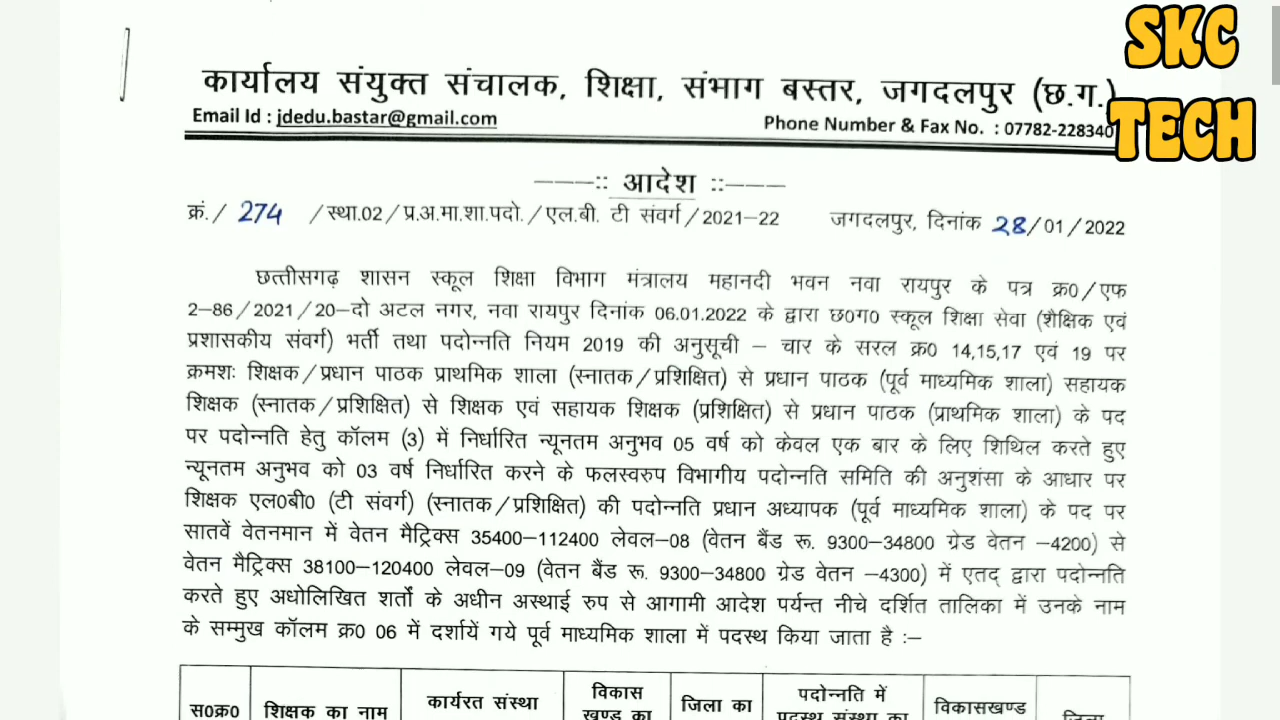 SKC
TECH
कार्यालय संयुक्त संचालक, शिक्षा, संभाग बस्तर, जगदलपुर (छ.ग.)
Email Id : jdedu.bastar@gmail.com Phone Number & Fax No. : 07782-228340
———:: आदेश ::———
क्रं./ 274 /स्था.02/प्र.अ.मा.शा.पदो./एल.बी. टी संवर्ग/2021-22 जगदलपुर, दिनांक 28/01/2022
छत्तीसगढ़ शासन स्कूल शिक्षा विभाग मंत्रालय महानदी भवन नवा रायपुर के पत्र क्र0/एफ
2-86/2021/20-दो अटल नगर, नवा रायपुर दिनांक 06.01.2022 के द्वारा छ0ग0 स्कूल शिक्षा सेवा (शैक्षिक एवं
प्रशासकीय संवर्ग) भर्ती तथा पदोन्नति नियम 2019 की अनुसूची - चार के सरल क्र0 14,15,17 एवं 19 पर
क्रमशः शिक्षक/प्रधान पाठक प्राथमिक शाला (स्नातक/प्रशिक्षित) से प्रधान पाठक (पूर्व माध्यमिक शाला) सहायक
शिक्षक (स्नातक/प्रशिक्षित) से शिक्षक एवं सहायक शिक्षक (प्रशिक्षित) से प्रधान पाठक (प्राथमिक शाला) के पद
पर पदोन्नति हेतु कॉलम (3) में निर्धारित न्यूनतम अनुभव 05 वर्ष को केवल एक बार के लिए शिथिल करते हुए
न्यूनतम अनुभव को 03 वर्ष निर्धारित करने के फलस्वरुप विभागीय पदोन्नति समिति की अनुशंसा के आधार पर
शिक्षक एल0बी0 (टी संवर्ग) (स्नातक/प्रशिक्षित) की पदोन्नति प्रधान अध्यापक (पूर्व माध्यमिक शाला) के पद पर
सातवें वेतनमान में वेतन मैट्रिक्स 35400-112400 लेवल-08 (वेतन बैंड रू. 9300-34800 ग्रेड वेतन -4200) से
वेतन मैट्रिक्स 38100-120400 लेवल-09 (वेतन बैंड रू. 9300-34800 ग्रेड वेतन -4300) में एतद् द्वारा पदोन्नति
करते हुए अधोलिखित शर्तो के अधीन अस्थाई रुप से आगामी आदेश पर्यन्त नीचे दर्शित तालिका में उनके नाम
के सम्मुख कॉलम क्र0 06 में दर्शायें गये पूर्व माध्यमिक शाला में पदस्थ किया जाता है :-
स0क्र0 शिक्षक का नाम कार्यरत संस्था विकास जिला का पदोन्नति में विकासखण्ड जिला
खण्ड का पदस्थ संस्था का